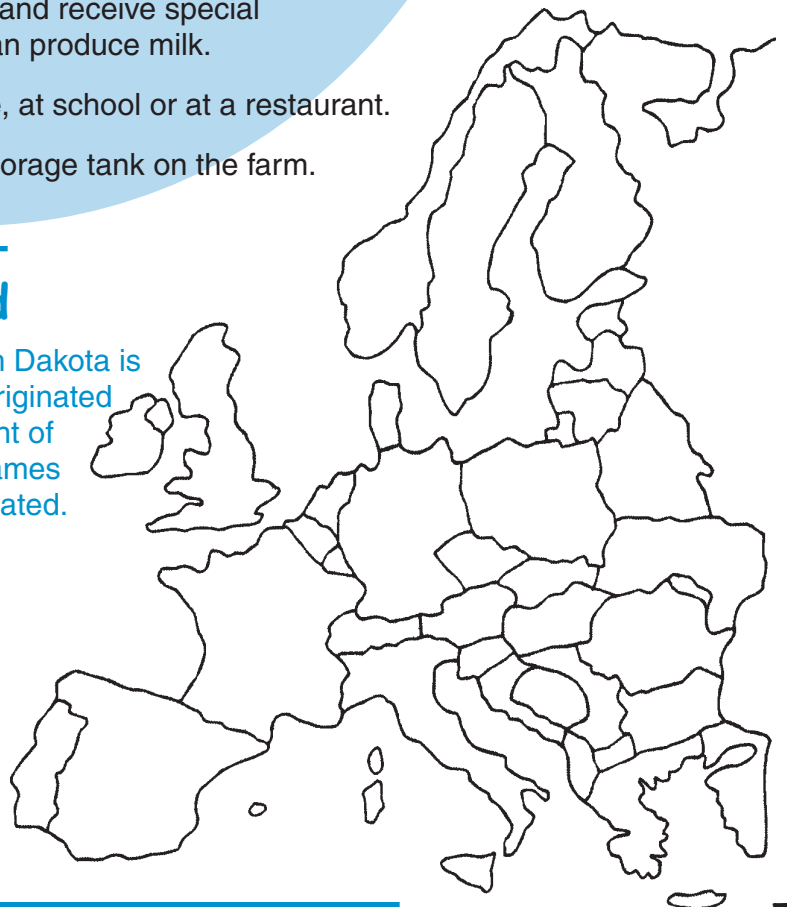 and receive special
an produce milk.
, at school or at a restaurant.
orage tank on the farm.
d
Dakota is
riginated
nt of
ames
ated.